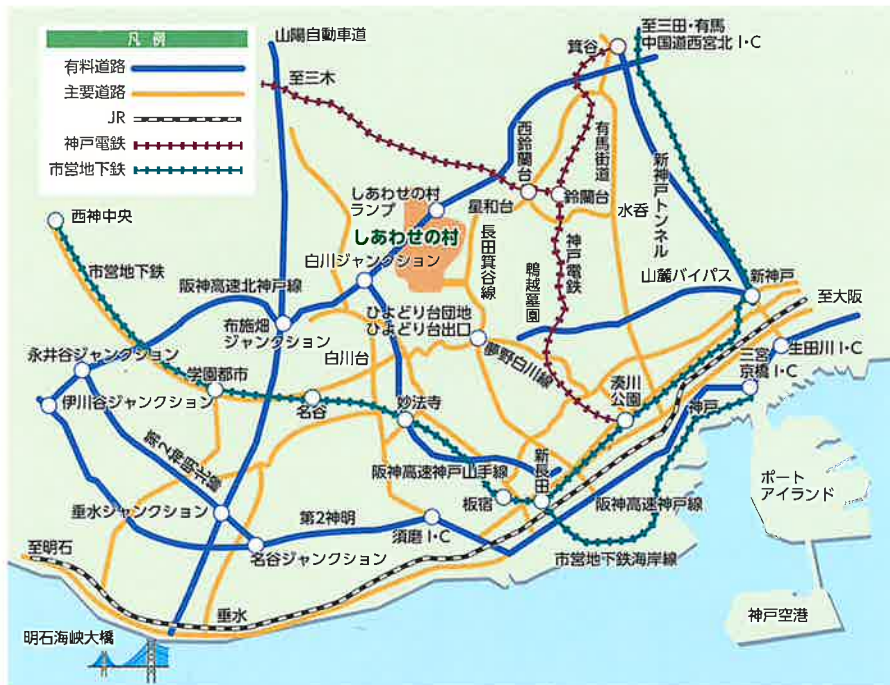 凡例
有料道路
主要道路
JR
神戸電鉄
市営地下鉄
山陽自動車道
至三木
箕谷
至三田・有馬
中国道西宮北I・C
西鈴蘭台
有馬街道
新神戸トンネル
しあわせの村
ランプ
星和台
鈴蘭台
水呑
しあわせの村
西神中央
長田箕谷線
神戸電鉄
鵯越墓園
白川ジャンクション
市営地下鉄
阪神高速北神戸線
山麓バイパス
新神戸
至大阪
布施畑
ジャンクション
ひよどり台団地
ひよどり台出口
白川台
夢野白川線
永井谷ジャンクション
学園都市
生田川I・C
三宮
京橋I・C
伊川谷ジャンクション
名谷
妙法寺
湊川
公園
神戸
第2神明北線
阪神高速神戸山手線
新長田
板宿
阪神高速神戸線
ポート
アイランド
垂水ジャンクション
第2神明
須磨I・C
名谷ジャンクション
市営地下鉄海岸線
至明石
垂水
神戸空港
明石海峡大橋